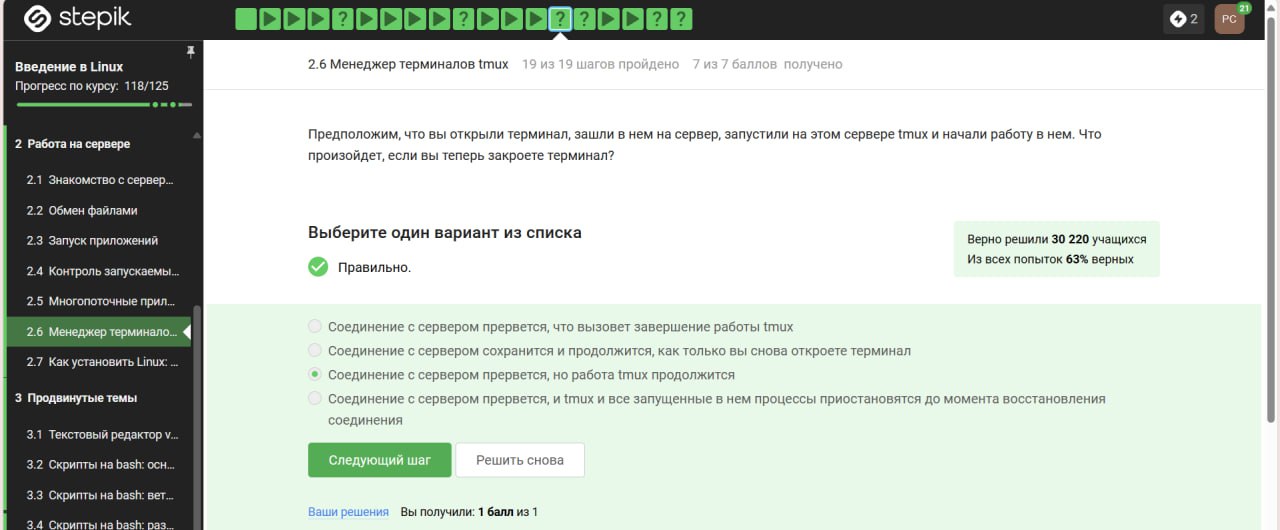 stepik
2
РС
21
Введение в Linux
Прогресс по курсу: 118/125
2 Работа на сервере
2.1 Знакомство с сервер...
2.2 Обмен файлами
2.3 Запуск приложений
2.4 Контроль запускаемы...
2.5 Многопоточные прил...
2.6 Менеджер терминало...
2.7 Как установить Linux: ...
3 Продвинутые темы
3.1 Текстовый редактор v...
3.2 Скрипты на bash: осн...
3.3 Скрипты на bash: вет...
3.4 Скрипты на bash: раз...
2.6 Менеджер терминалов tmux 19 из 19 шагов пройдено 7 из 7 баллов получено
Предположим, что вы открыли терминал, зашли в нем на сервер, запустили на этом сервере tmux и начали работу в нем. Что
произойдет, если вы теперь закроете терминал?
Выберите один вариант из списка
Правильно.
Верно решили 30 220 учащихся
Из всех попыток 63% верных
Соединение с сервером прервется, что вызовет завершение работы tmux
Соединение с сервером сохранится и продолжится, как только вы снова откроете терминал
Соединение с сервером прервется, но работа tmux продолжится
Соединение с сервером прервется, и tmux и все запущенные в нем процессы приостановятся до момента восстановления
соединения
Следующий шаг
Решить снова
Ваши решения Вы получили: 1 балл из 1